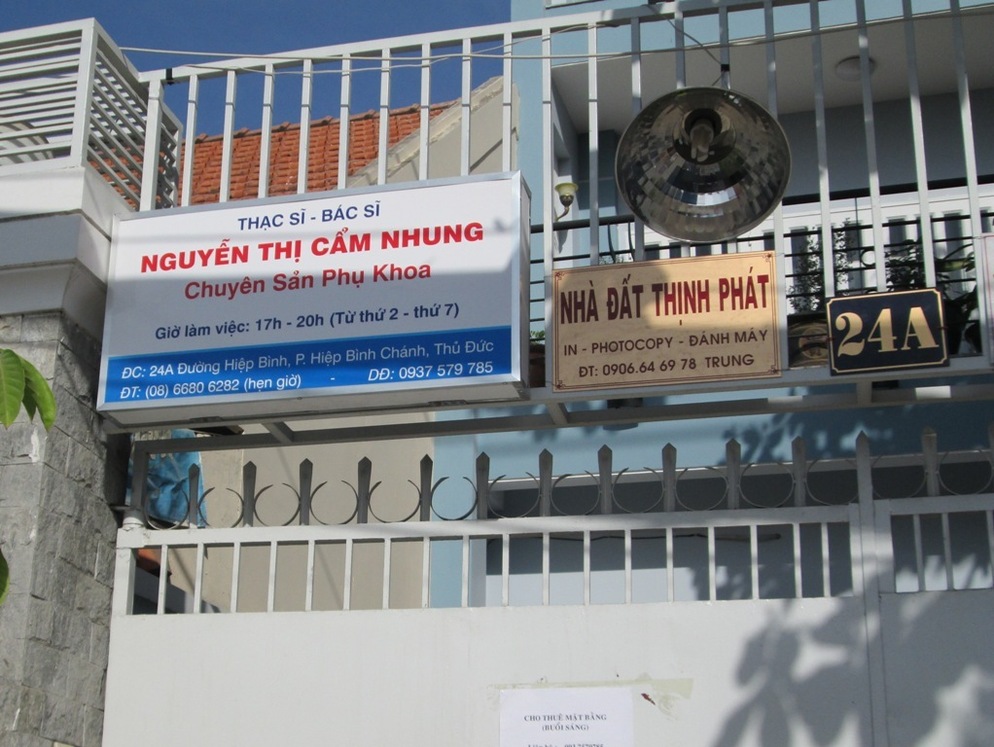 THẠC SĨ - BÁC SĨ
NGUYỄN THỊ CẨM NHUNG
Chuyên Sản Phụ Khoa
Giờ làm việc: 17h - 20h (Từ thứ 2 - thứ 7)
ĐC: 24A Đường Hiệp Bình, P. Hiệp Bình Chánh, Thủ Đức
ĐT: (08) 6680 6282 (hẹn giờ) - DĐ: 0937 579 785
NHÀ ĐẤT THỊNH PHÁT
IN - PHOTOCOPY - ĐÁNH MÁY
ĐT: 0906.64 69 78 TRUNG
24A
CHO THUÊ MẶT BẰNG
(BUỔI SÁNG)